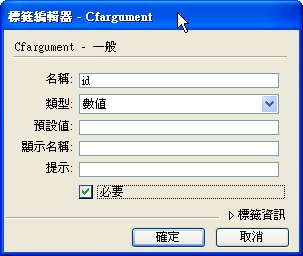 標籤編輯器 - Cfargument
Cfargument - 一般
名稱: id
類型: 數值
預設值:
顯示名稱:
提示:
必要
標籤資訊
確定 取消